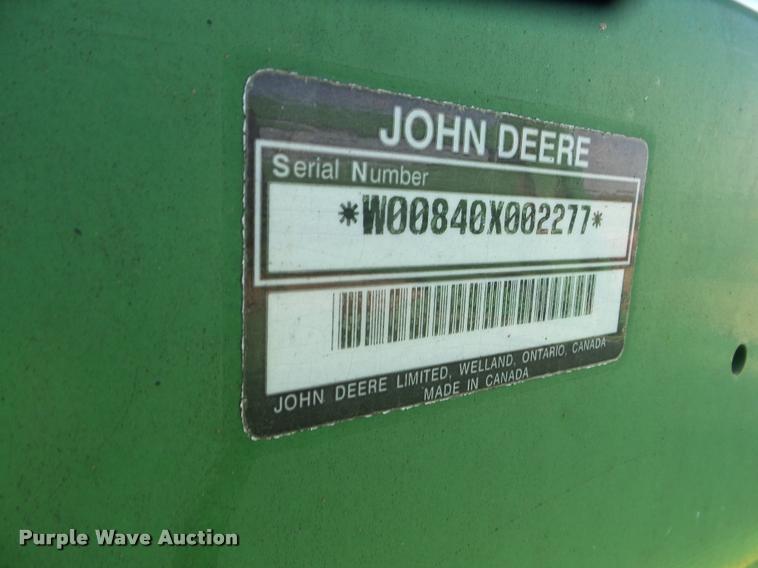 JOHN DEERE
Serial Number
*W00840X002277*
JOHN DEERE LIMITED, WELLAND, ONTARIO, CANADA
MADE IN CANADA
Purple Wave Auction